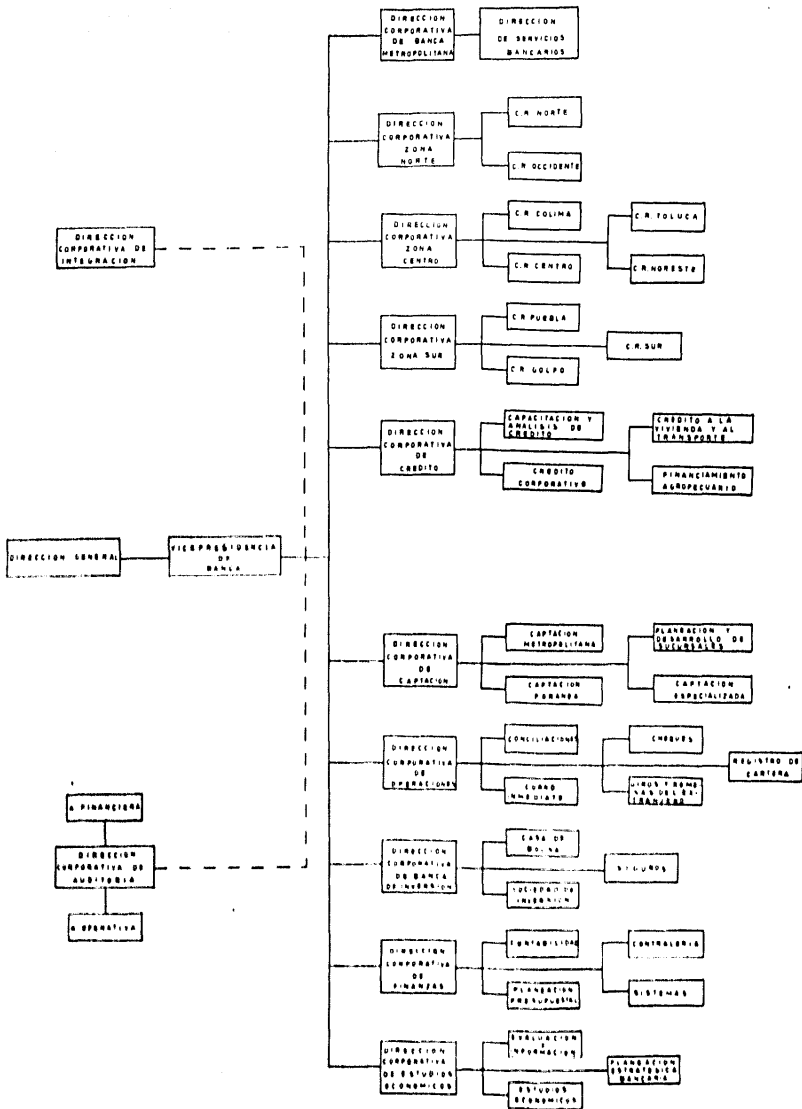 DIRECCION
CORPORATIVA
DE BANCA
METROPOLITANA
DIRECCION
DE SERVICIOS
BANCARIOS
DIRECCION
CORPORATIVA
ZONA
NORTE
C.R. NORTE
C.R. OCCIDENTE
DIRECCION
CORPORATIVA DE
INTEGRACION
DIRECCION
CORPORATIVA
ZONA
CENTRO
C.R. COLIMA
C.R. CENTRO
C.R. TOLUCA
C.R. NORESTE
DIRECCION
CORPORATIVA
ZONA SUR
C.R. PUEBLA
C.R. GOLFO
C.R. SUR
DIRECCION
CORPORATIVA
DE
CREDITO
CAPACITACION Y
ANALISIS DE
CREDITO
CREDITO
CORPORATIVO
CREDITO A LA
VIVIENDA Y AL
TRANSPORTE
FINANCIAMIENTO
AGROPECUARIO
DIRECCION GENERAL
VICEPRESIDENCIA
DE
BANCA
DIRECCION
CORPORATIVA
DE
CAPTACION
CAPTACION
METROPOLITANA
CAPTACION
FORANEA
PLANEACION Y
DESARROLLO DE
SUCURSALES
CAPTACION
ESPECIALIZADA
DIRECCION
CORPORATIVA
DE
OPERACIONES
CONCILIACIONES
COBRO
INMEDIATO
CHEQUES
GIROS Y REME-
SAS DEL EX-
TRANJERO
REGISTRO DE
CARTERA
A. FINANCIERA
DIRECCION
CORPORATIVA DE
AUDITORIA
A. OPERATIVA
DIRECCION
CORPORATIVA
DE BANCA
DE INVERSION
CASA DE
BOLSA
SOCIEDAD DE
INVERSION
SEGUROS
DIRECCION
CORPORATIVA
DE
FINANZAS
CONTABILIDAD
PLANEACION
PRESUPUESTAL
CONTRALORIA
SISTEMAS
DIRECCION
CORPORATIVA
DE ESTUDIOS
ECONOMICOS
EVALUACION
E
INFORMACION
ESTUDIOS
ECONOMICOS
PLANEACION
ESTRATEGICA
BANCARIA